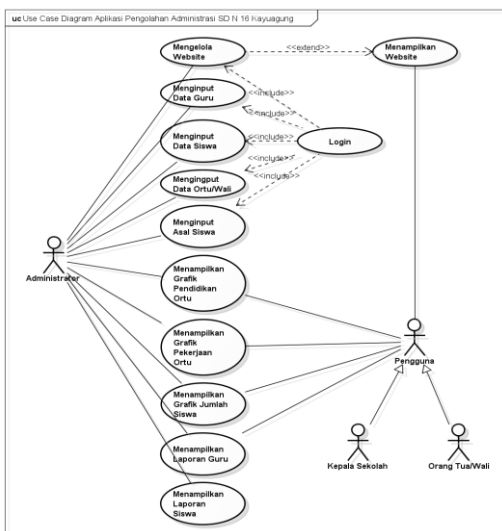 uc Use Case Diagram Aplikasi Pengolahan Administrasi SD N 16 Kayuagung
Mengelola
Website
<<extend>>
Menampilkan
Website
Menginput
Data Guru
<<include>>
<<include>>
Menginput
Data Siswa
<<include>>
Login
Mengingput
Data Ortu/Wali
<<include>>
<<include>>
Menginput
Asal Siswa
Administrator
Menampilkan
Grafik
Pendidikan
Ortu
Menampilkan
Grafik
Pekerjaan
Ortu
Pengguna
Menampilkan
Grafik Jumlah
Siswa
Menampilkan
Laporan Guru
Kepala Sekolah
Orang Tua/Wali
Menampilkan
Laporan
Siswa